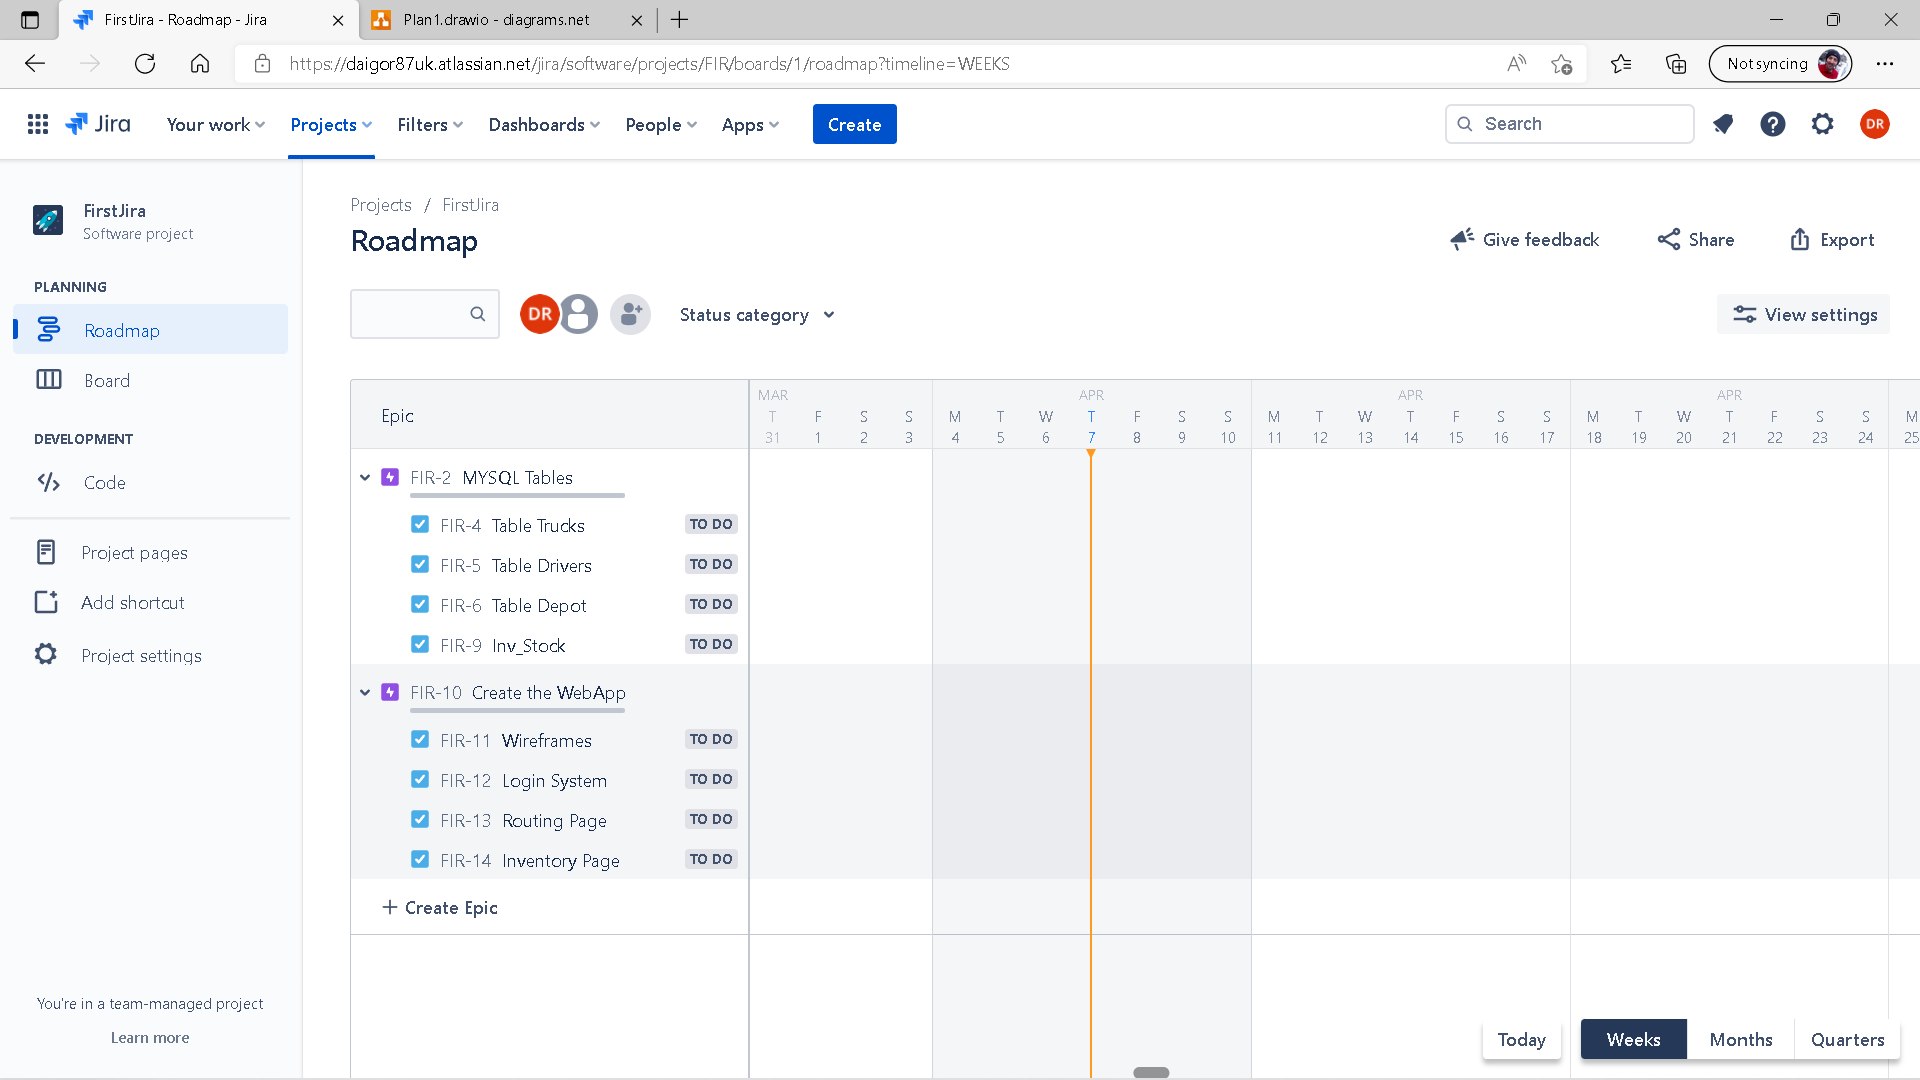 FirstJira - Roadmap - Jira
Plan1.drawio - diagrams.net
https://daigor87uk.atlassian.net/jira/software/projects/FIR/boards/1/roadmap?timeline=WEEKS
Not syncing
Jira
Your work
Projects
Filters
Dashboards
People
Apps
Create
Search
DR
FirstJira
Software project
PLANNING
Roadmap
Board
DEVELOPMENT
Code
Project pages
Add shortcut
Project settings
You're in a team-managed project
Learn more
Projects / FirstJira
Roadmap
Give feedback
Share
Export
DR
Status category
View settings
Epic
MAR APR APR APR
T F S S M T W T F S S M T W T F S S M T W T F S S M
31 1 2 3 4 5 6 7 8 9 10 11 12 13 14 15 16 17 18 19 20 21 22 23 24 25
FIR-2 MYSQL Tables
FIR-4 Table Trucks TO DO
FIR-5 Table Drivers TO DO
FIR-6 Table Depot TO DO
FIR-9 Inv_Stock TO DO
FIR-10 Create the WebApp
FIR-11 Wireframes TO DO
FIR-12 Login System TO DO
FIR-13 Routing Page TO DO
FIR-14 Inventory Page TO DO
+ Create Epic
Today
Weeks
Months
Quarters